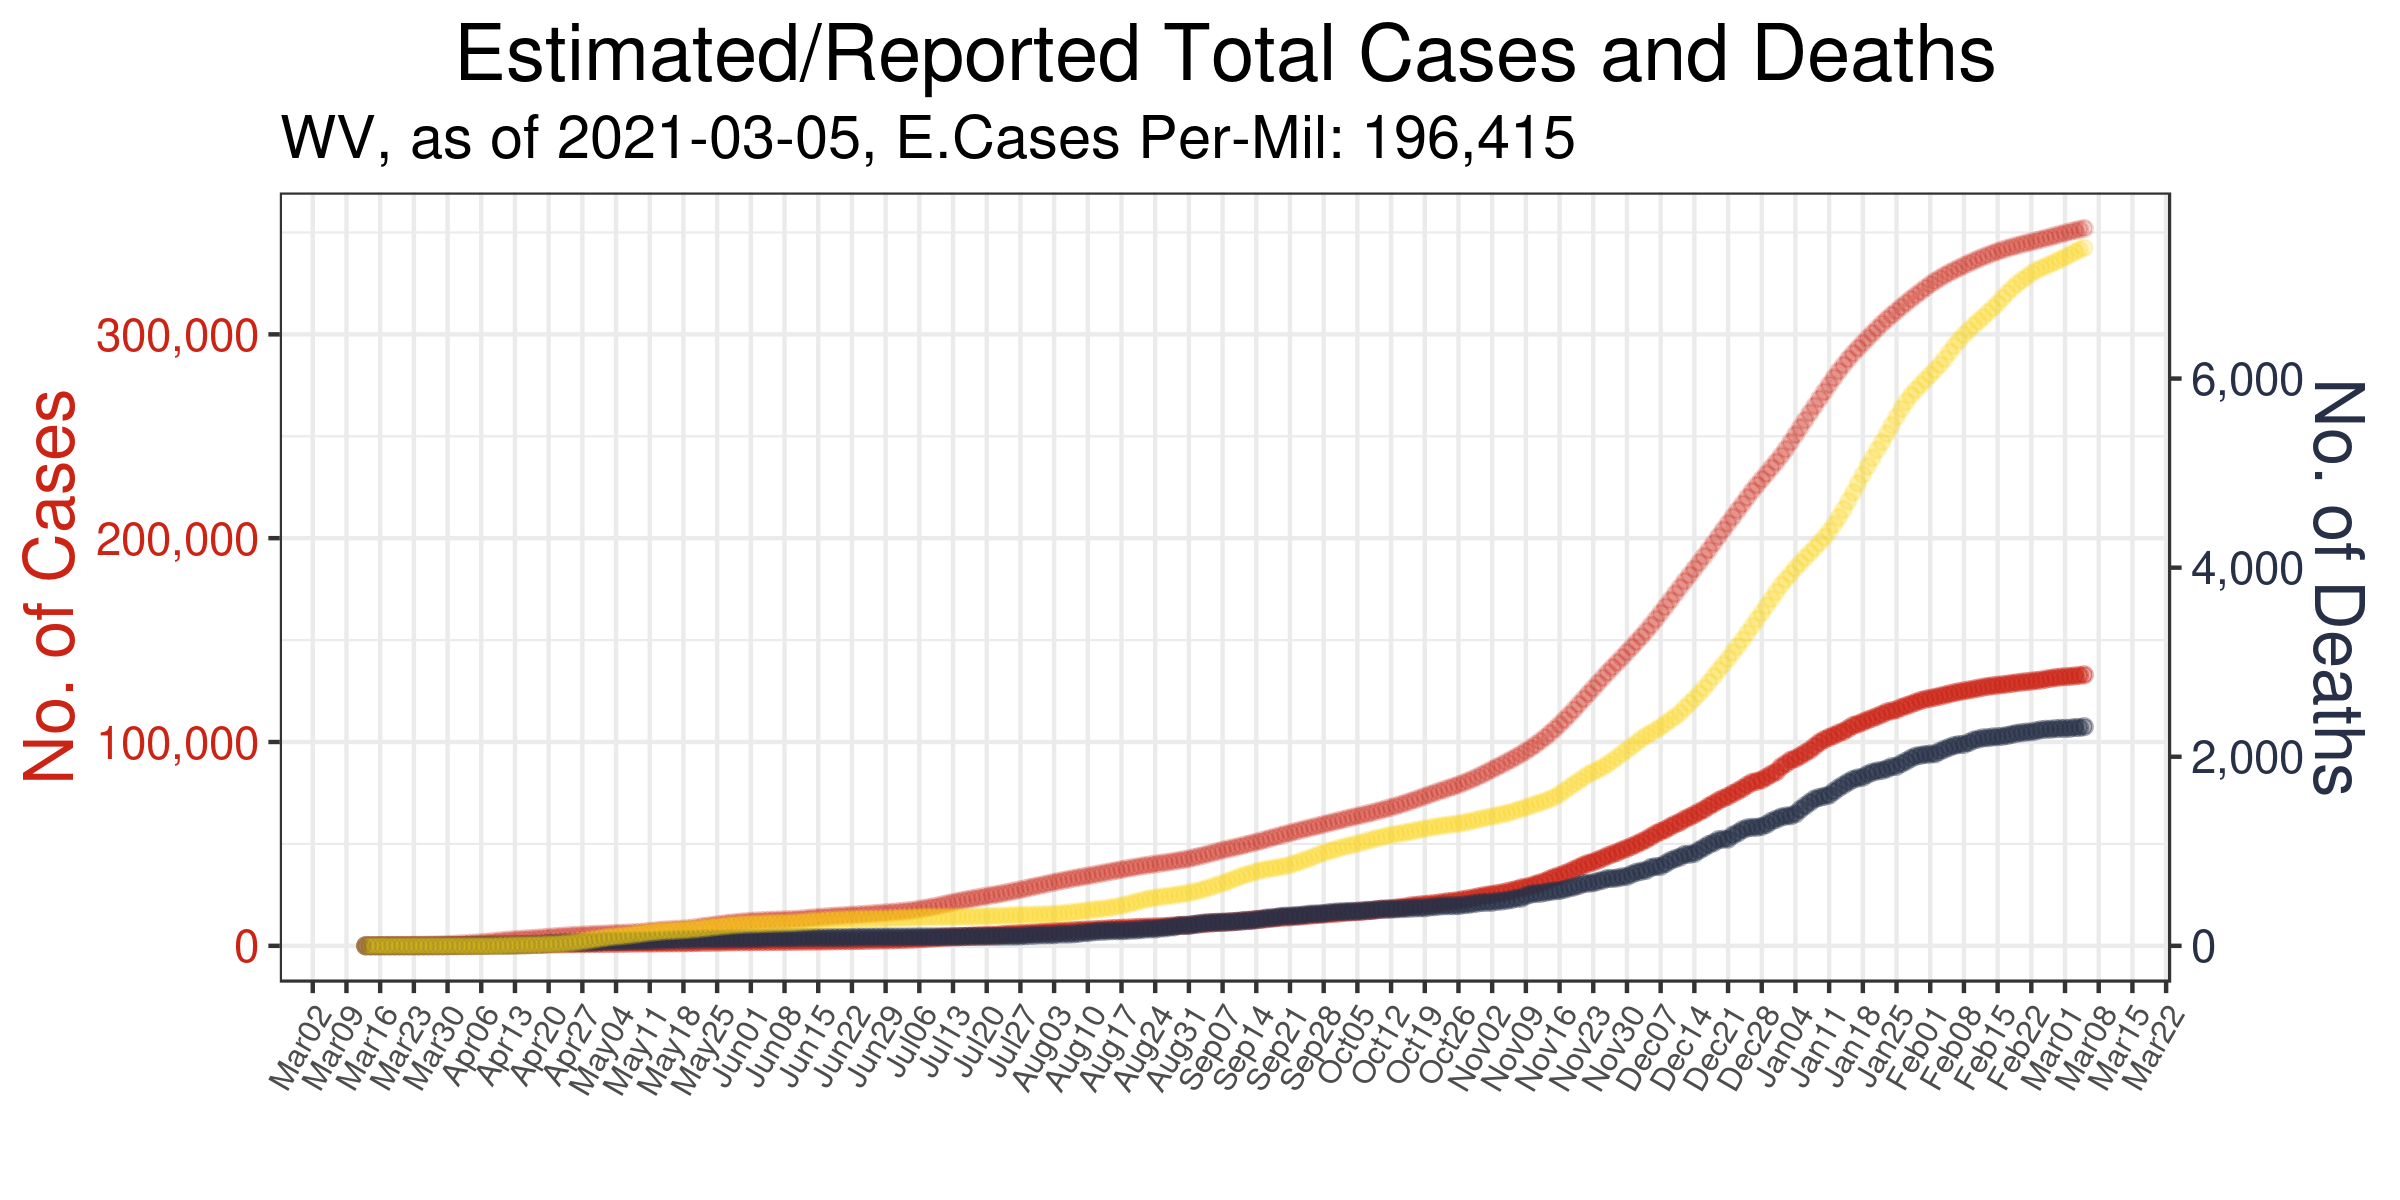 Estimated/Reported Total Cases and Deaths
WV, as of 2021-03-05, E.Cases Per-Mil: 196,415
No. of Cases
300,000
200,000
100,000
0
6,000
4,000
2,000
0
No. of Deaths
Mar02
Mar09
Mar16
Mar23
Mar30
Apr06
Apr13
Apr20
Apr27
May04
May11
May18
May25
Jun01
Jun08
Jun15
Jun22
Jun29
Jul06
Jul13
Jul20
Jul27
Aug03
Aug10
Aug17
Aug24
Aug31
Sep07
Sep14
Sep21
Sep28
Oct05
Oct12
Oct19
Oct26
Nov02
Nov09
Nov16
Nov23
Nov30
Dec07
Dec14
Dec21
Dec28
Jan04
Jan11
Jan18
Jan25
Feb01
Feb08
Feb15
Feb22
Mar01
Mar08
Mar15
Mar22